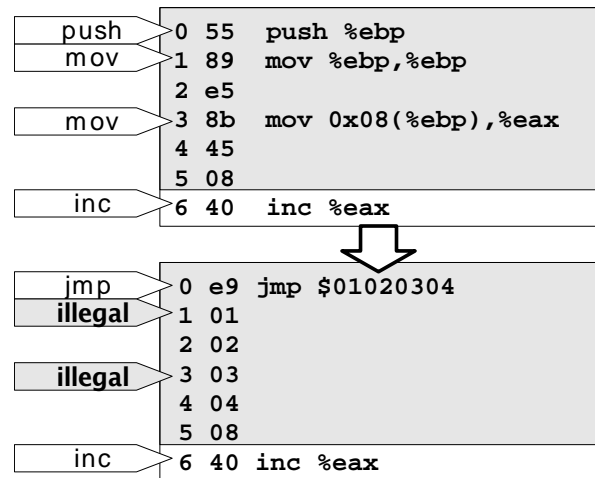 push 0 55 push %ebp
mov 1 89 mov %ebp,%ebp
2 e5
mov 3 8b mov 0x08(%ebp),%eax
4 45
5 08
inc 6 40 inc %eax
jmp 0 e9 jmp $01020304
illegal 1 01
2 02
illegal 3 03
4 04
5 08
inc 6 40 inc %eax